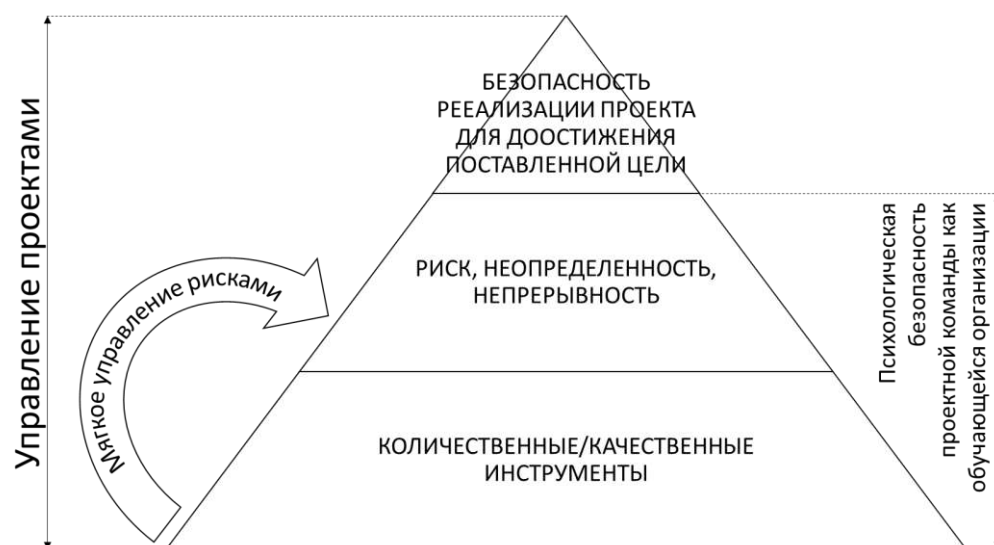 Управление проектами
Мягкое управление рисками
БЕЗОПАСНОСТЬ
РЕЕАЛИЗАЦИИ ПРОЕКТА
ДЛЯ ДООСТИЖЕНИЯ
ПОСТАВЛЕННОЙ ЦЕЛИ
РИСК, НЕОПРЕДЕЛЕННОСТЬ,
НЕПРЕРЫВНОСТЬ
КОЛИЧЕСТВЕННЫЕ/КАЧЕСТВЕННЫЕ
ИНСТРУМЕНТЫ
Психологическая
безопасность
проектной команды как
обучающейся организации